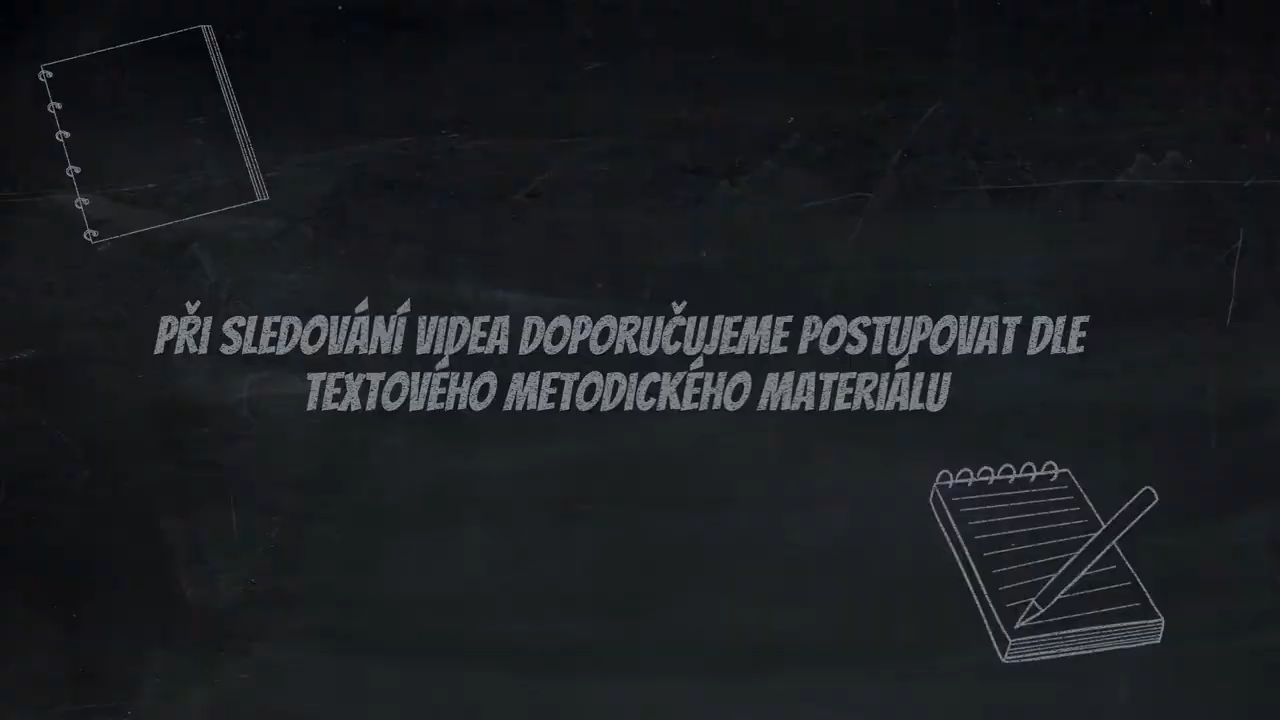 PŘI SLEDOVÁNÍ VIDEA DOPORUČUJEME POSTUPOVAT DLE
TEXTOVÉHO METODICKÉHO MATERIÁLU